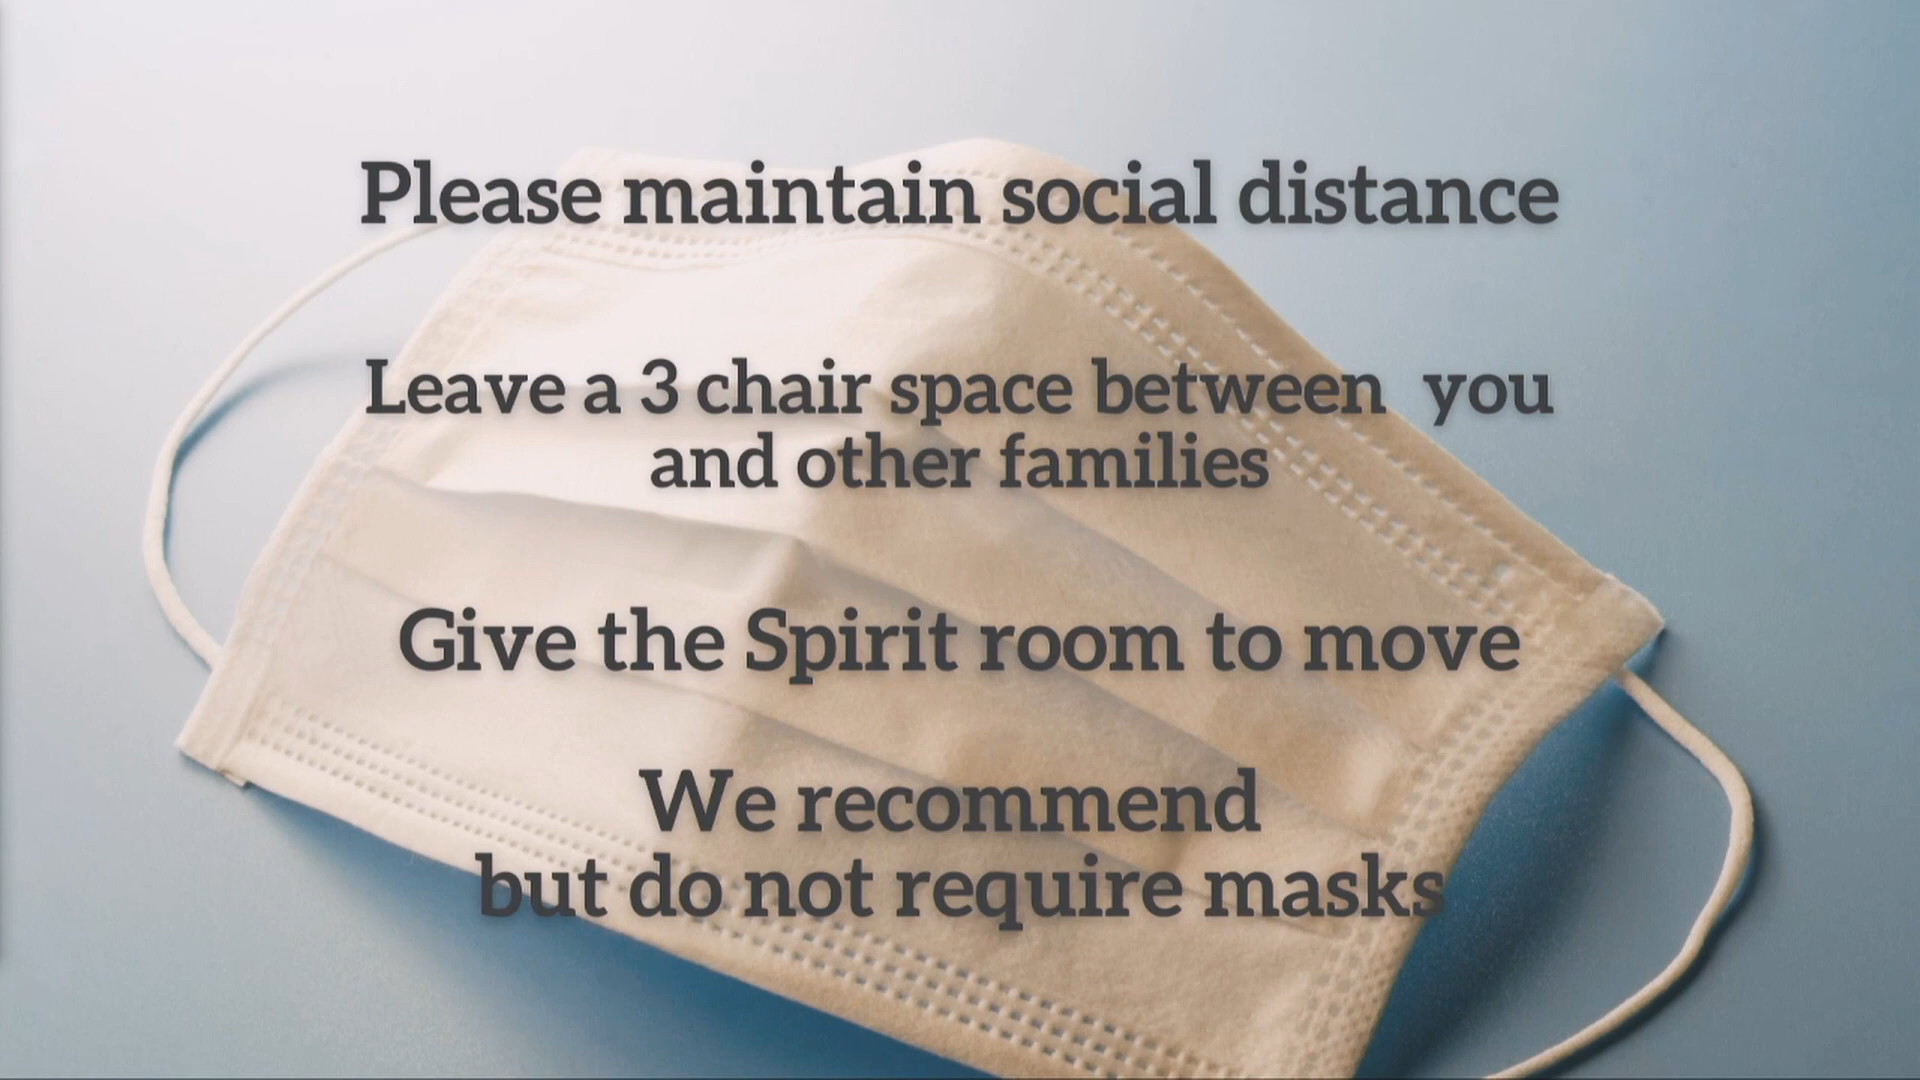 Please maintain social distance
Leave a 3 chair space between you
and other families
Give the Spirit room to move
We recommend
but do not require masks